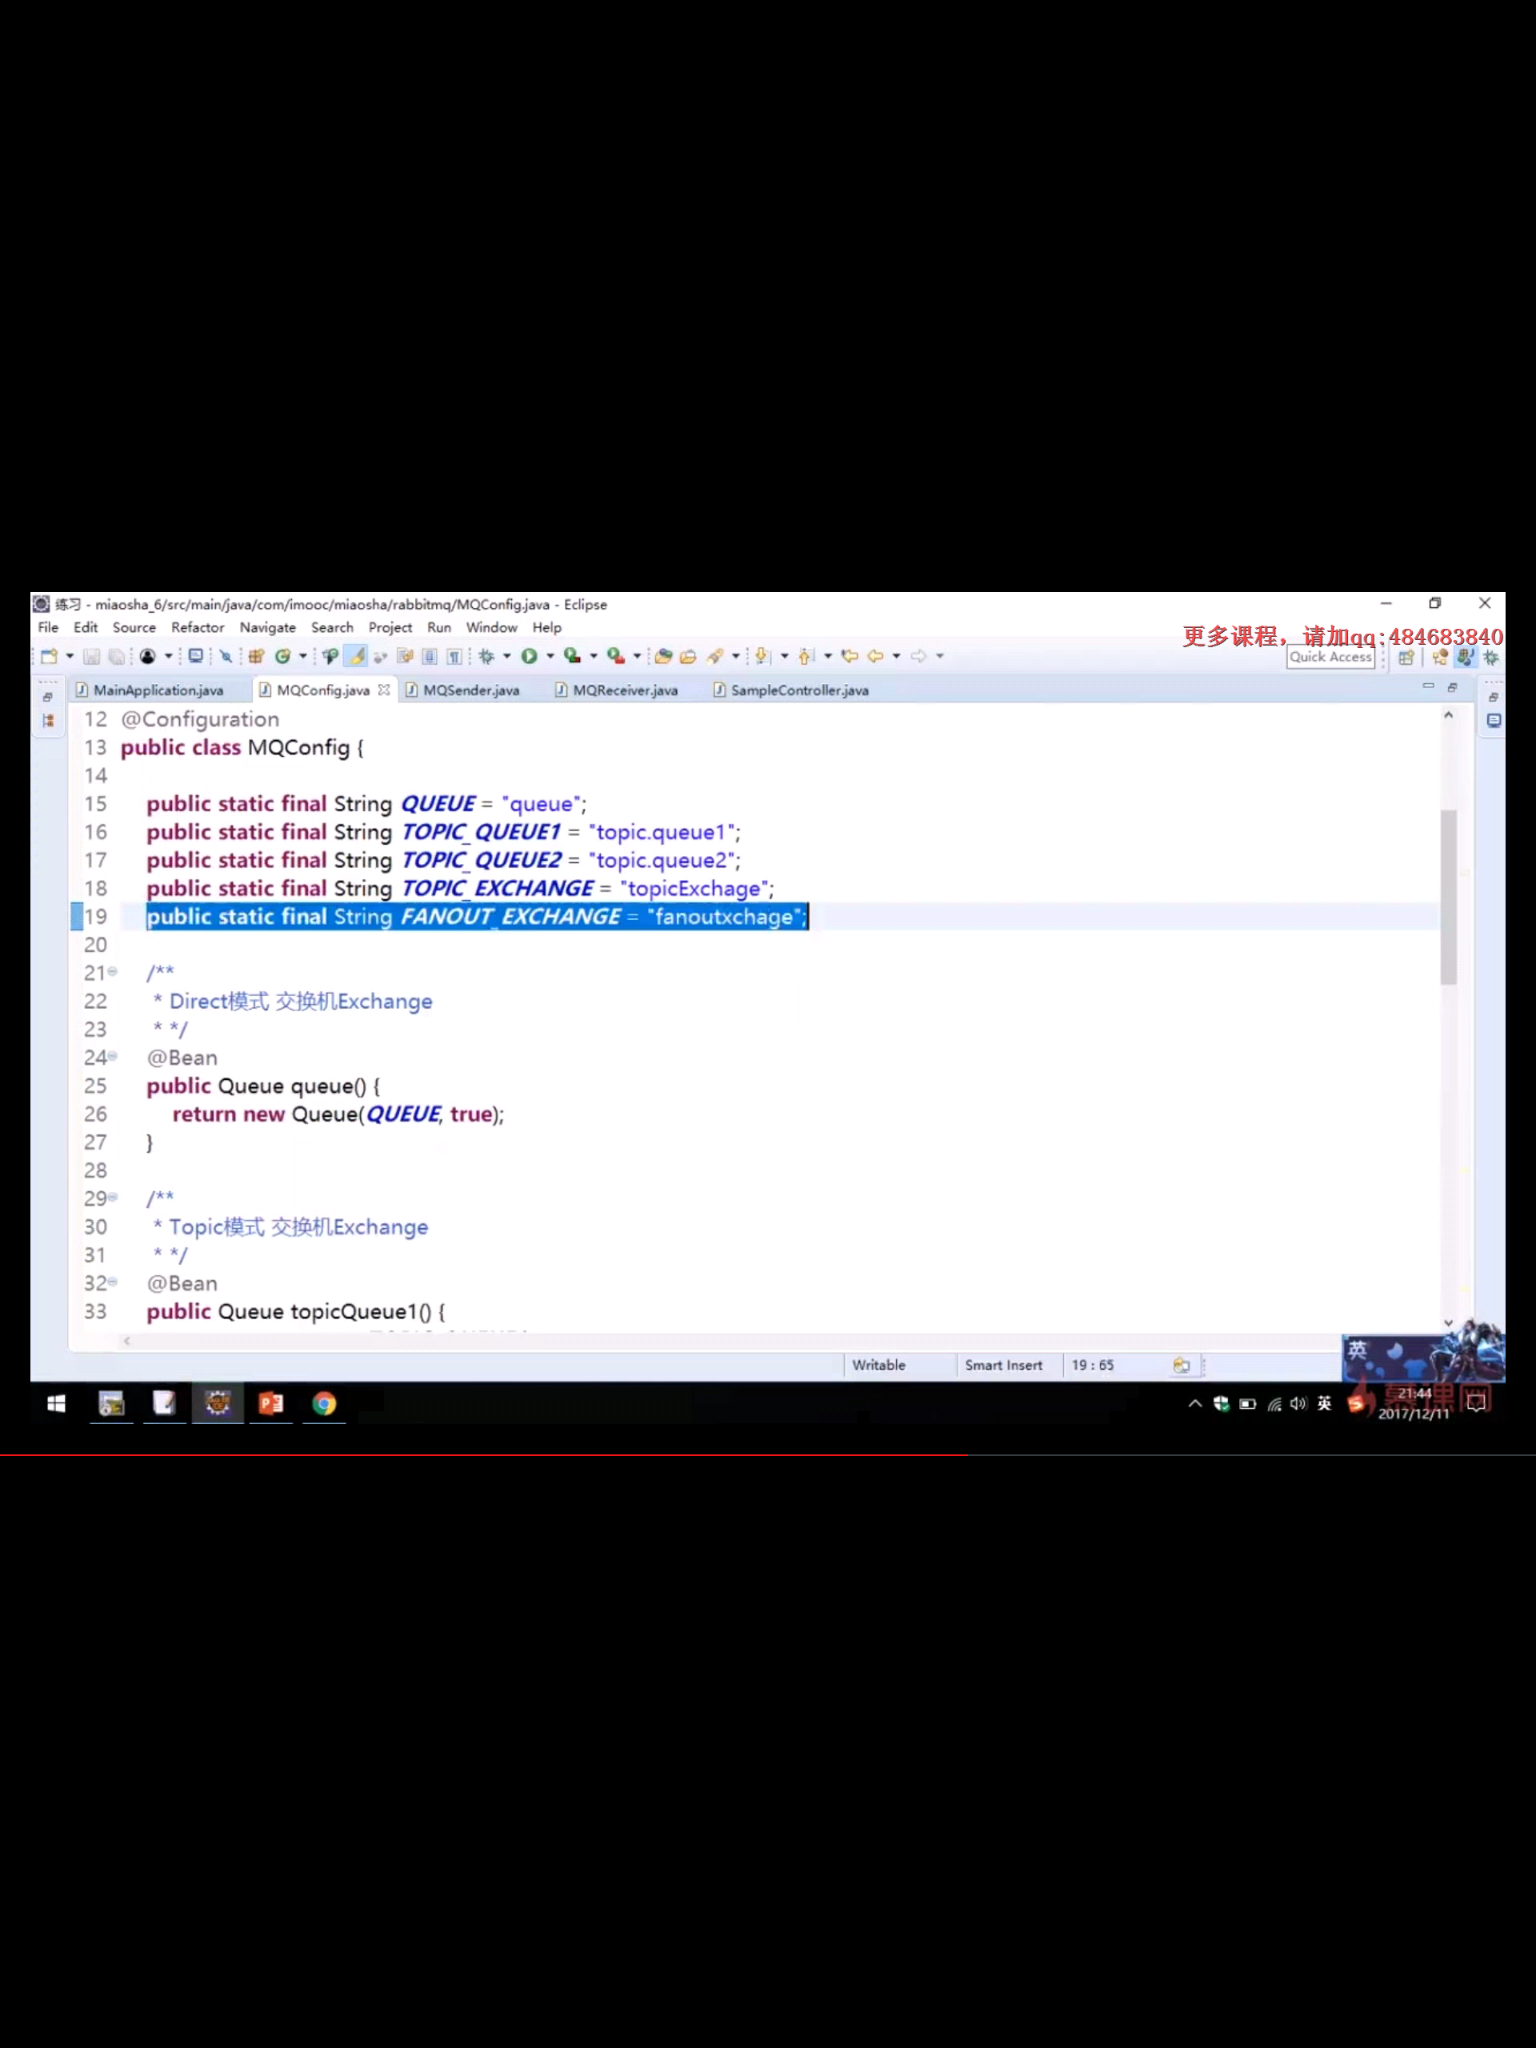 练习 - miaosha_6/src/main/java/com/imooc/miaosha/rabbitmq/MQConfig.java - Eclipse
File Edit Source Refactor Navigate Search Project Run Window Help
更多课程，请加qq:484683840
Quick Access
MainApplication.java MQConfig.java MQSender.java MQReceiver.java SampleController.java
12 @Configuration
13 public class MQConfig {
14
15 public static final String QUEUE = "queue";
16 public static final String TOPIC_QUEUE1 = "topic.queue1";
17 public static final String TOPIC_QUEUE2 = "topic.queue2";
18 public static final String TOPIC_EXCHANGE = "topicExchage";
19 public static final String FANOUT_EXCHANGE = "fanoutxchage";
20
21 /**
22 * Direct模式 交换机Exchange
23 * */
24 @Bean
25 public Queue queue() {
26 return new Queue(QUEUE, true);
27 }
28
29 /**
30 * Topic模式 交换机Exchange
31 * */
32 @Bean
33 public Queue topicQueue1() {
英
Writable Smart Insert 19 : 65
英
慕课网
21:44
2017/12/11